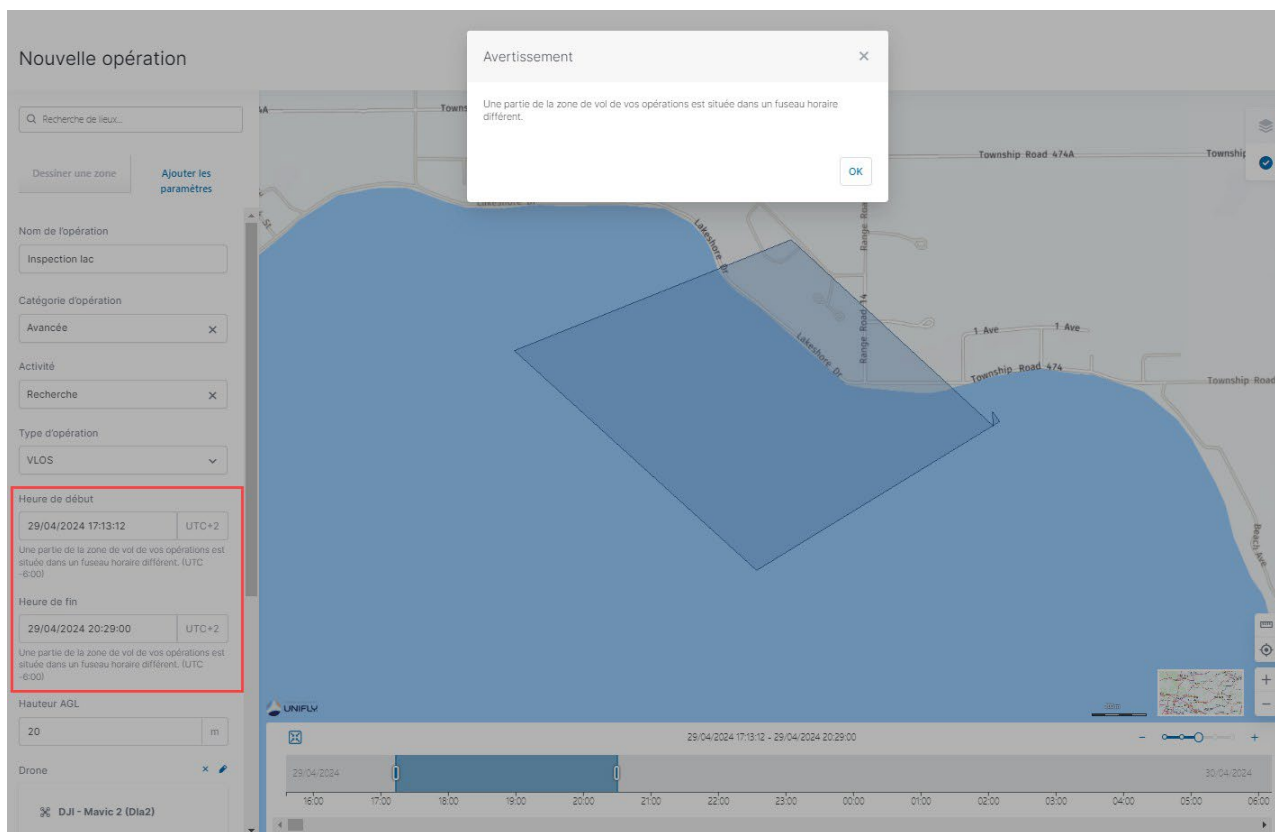 Nouvelle opération
Avertissement
Une partie de la zone de vol de vos opérations est située dans un fuseau horaire
différent.
OK
Recherche de lieux...
Dessiner une zone
Ajouter les
paramètres
Nom de l'opération
Inspection lac
Catégorie d'opération
Avancée
Activité
Recherche
Type d'opération
VLOS
Heure de début
29/04/2024 17:13:12
UTC+2
Une partie de la zone de vol de vos opérations est
située dans un fuseau horaire différent. (UTC
-6:00)
Heure de fin
29/04/2024 20:29:00
UTC+2
Une partie de la zone de vol de vos opérations est
située dans un fuseau horaire différent. (UTC
-6:00)
Hauteur AGL
20
m
Drone
DJI - Mavic 2 (Dla2)
Township Road 474A
Township
Lakeshore Dr
Lakeshore Dr
Range Road 14
1 Ave
1 Ave
Township Road 474
Township Road
Beach Ave
UNIFLY
29/04/2024 17:13:12 - 29/04/2024 20:29:00
29/04/2024
30/04/2024
16:00 17:00 18:00 19:00 20:00 21:00 22:00 23:00 00:00 01:00 02:00 03:00 04:00 05:00 06:00